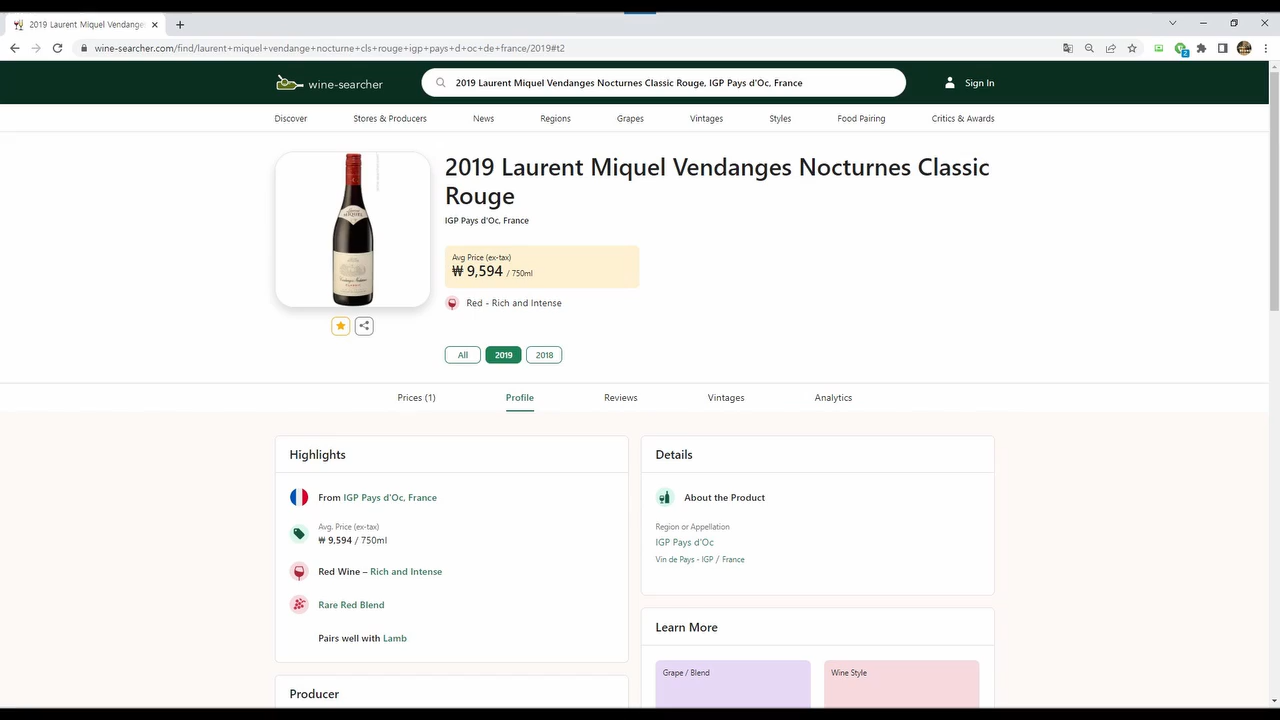 2019 Laurent Miquel Vendange
wine-searcher.com/find/laurent+miquel+vendange+nocturne+cls+rouge+igp+pays+d+oc+de+france/2019#t2
2
wine-searcher
2019 Laurent Miquel Vendanges Nocturnes Classic Rouge, IGP Pays d'Oc, France
Sign In
Discover
Stores & Producers
News
Regions
Grapes
Vintages
Styles
Food Pairing
Critics & Awards
2019 Laurent Miquel Vendanges Nocturnes Classic
Rouge
IGP Pays d'Oc, France
Avg Price (ex-tax)
₩ 9,594 / 750ml
Red - Rich and Intense
All
2019
2018
Prices (1)
Profile
Reviews
Vintages
Analytics
Highlights
From IGP Pays d'Oc, France
Avg. Price (ex-tax)
₩ 9,594 / 750ml
Red Wine – Rich and Intense
Rare Red Blend
Pairs well with Lamb
Producer
Details
About the Product
Region or Appellation
IGP Pays d'Oc
Vin de Pays - IGP / France
Learn More
Grape / Blend
Wine Style